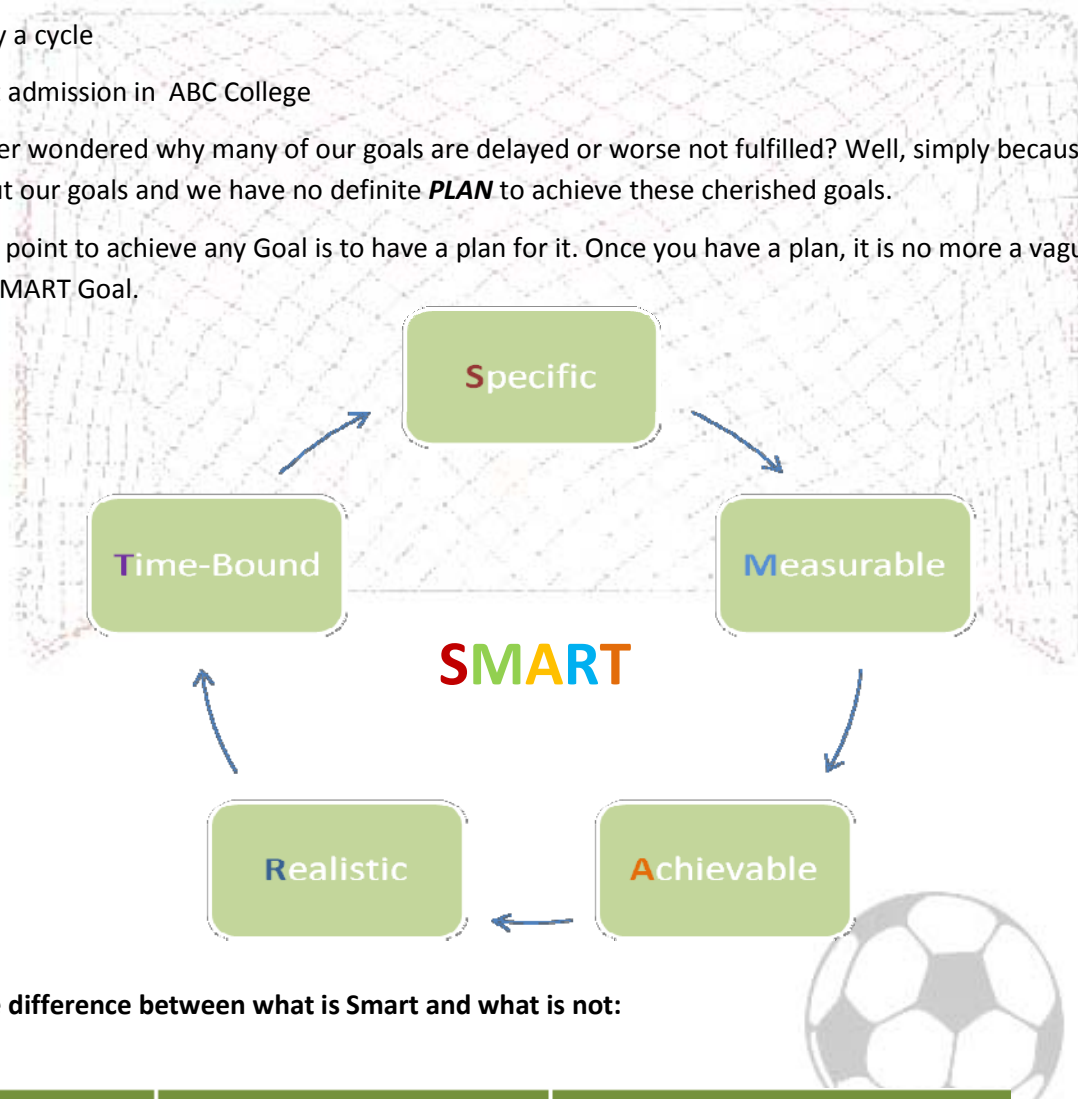 y a cycle
admission in ABC College
er wondered why many of our goals are delayed or worse not fulfilled? Well, simply becaus
ut our goals and we have no definite PLAN to achieve these cherished goals.
point to achieve any Goal is to have a plan for it. Once you have a plan, it is no more a vagu
MART Goal.
Specific
Time-Bound
Measurable
SMART
Realistic
Achievable
difference between what is Smart and what is not: